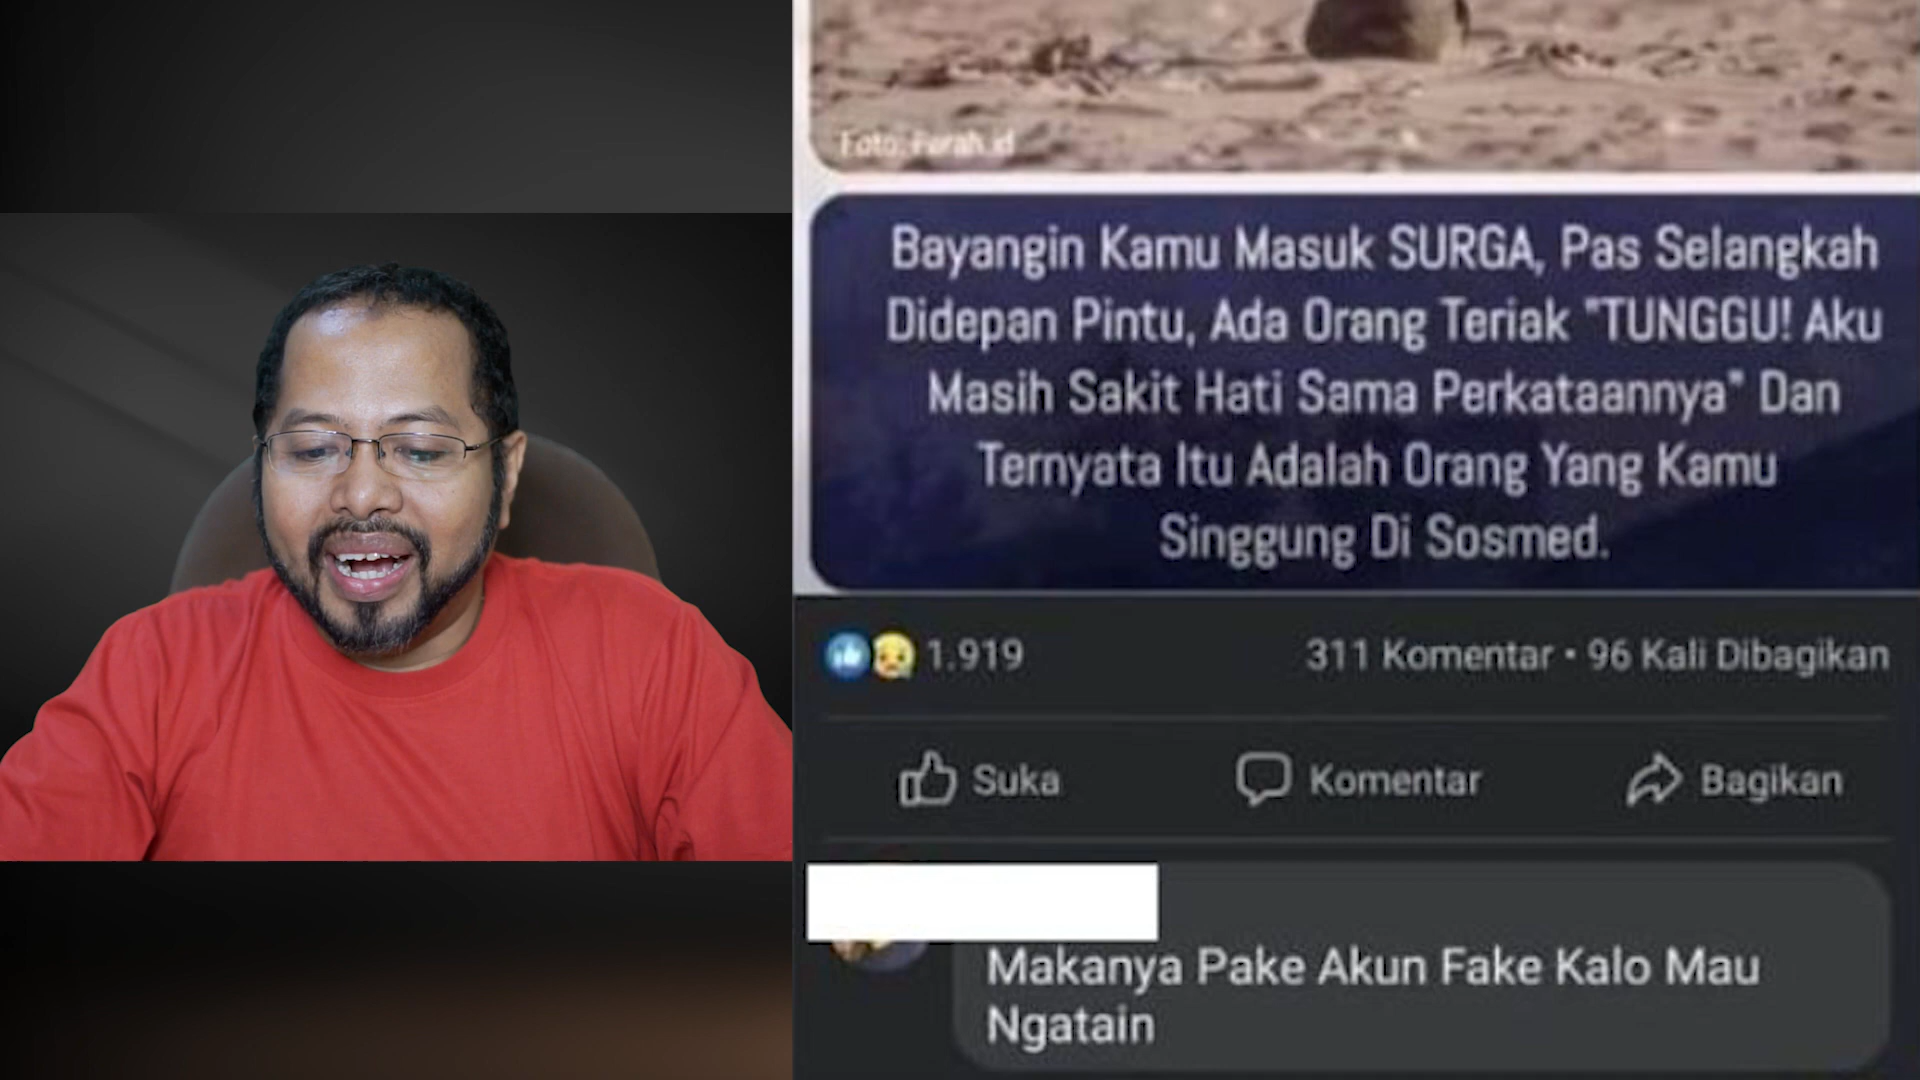 Foto: Farah.id
Bayangin Kamu Masuk SURGA, Pas Selangkah
Didepan Pintu, Ada Orang Teriak "TUNGGU! Aku
Masih Sakit Hati Sama Perkataannya" Dan
Ternyata Itu Adalah Orang Yang Kamu
Singgung Di Sosmed.
1.919
311 Komentar • 96 Kali Dibagikan
Suka
Komentar
Bagikan
Makanya Pake Akun Fake Kalo Mau
Ngatain